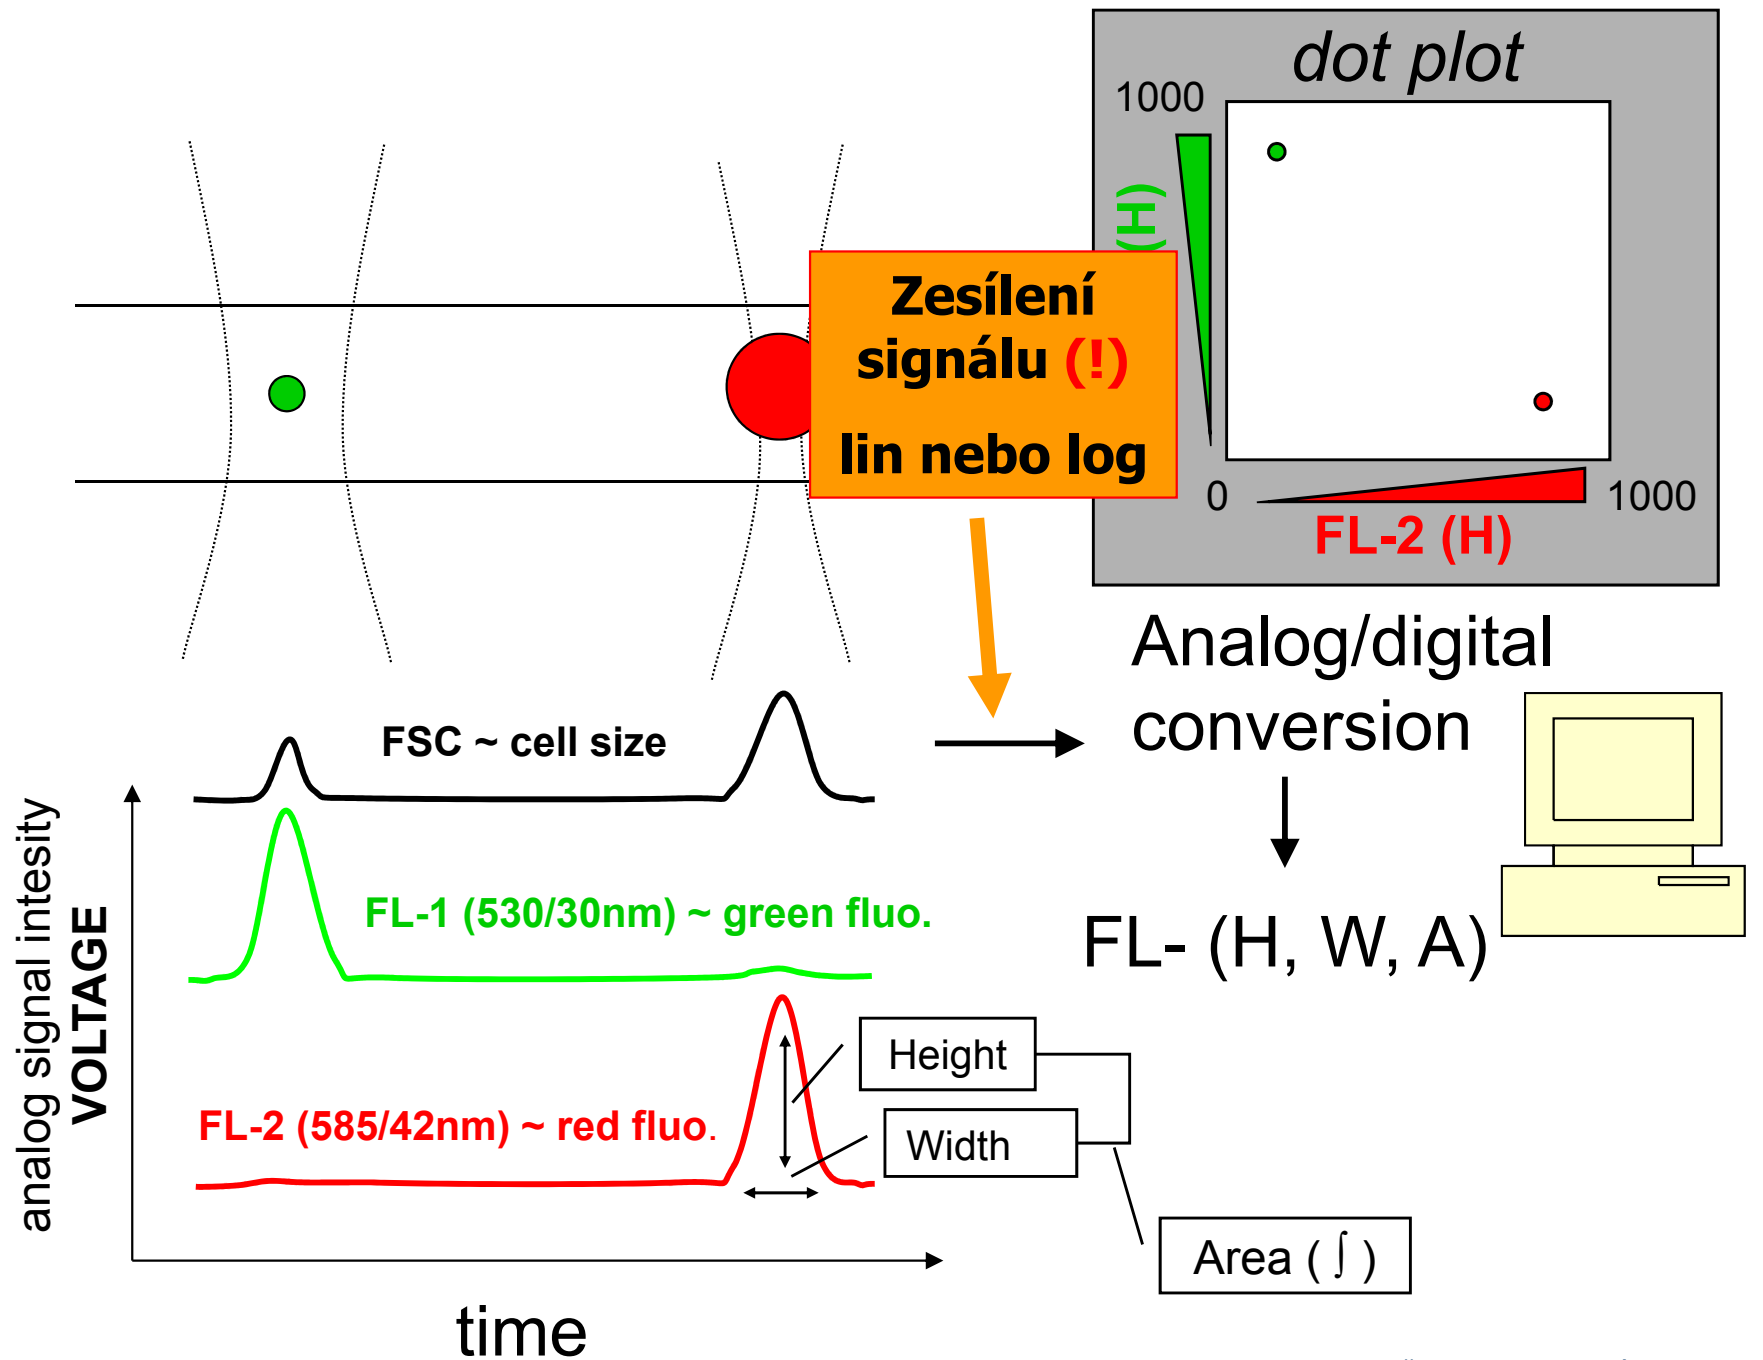 dot plot
1000
(H)
Zesílení
signálu (!)
lin nebo log
0
1000
FL-2 (H)
Analog/digital
conversion
FSC ~ cell size
FL-1 (530/30nm) ~ green fluo.
FL- (H, W, A)
analog signal intesity
VOLTAGE
Height
FL-2 (585/42nm) ~ red fluo.
Width
Area ( ∫ )
time